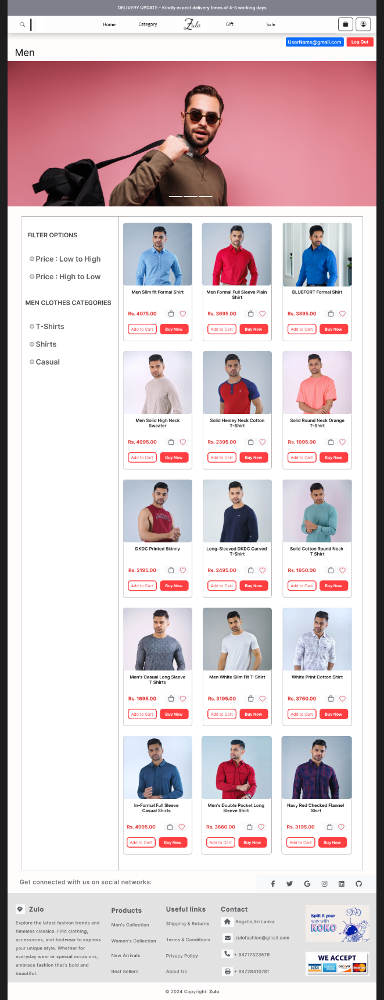 DELIVERY UPDATE - Kindly expect delivery times of 4-5 working days
Home Category Zulo Gift Sale
UserName@gmail.com Log Out
Men
FILTER OPTIONS
Price : Low to High
Price : High to Low
MEN CLOTHES CATEGORIES
T-Shirts
Shirts
Casual
Men Slim fit Formal Shirt
Rs. 4075.00
Add to Cart Buy Now
Men Formal Full Sleeve Plain
Shirt
Rs. 3695.00
Add to Cart Buy Now
BLUEFORT Formal Shirt
Rs. 3895.00
Add to Cart Buy Now
Men Solid High Neck
Sweater
Rs. 4995.00
Add to Cart Buy Now
Solid Henley Neck Cotton
T-Shirt
Rs. 2395.00
Add to Cart Buy Now
Solid Round Neck Orange
T-Shirt
Rs. 1995.00
Add to Cart Buy Now
DKDC Printed Skinny
Rs. 2195.00
Add to Cart Buy Now
Long-Sleeved DKDC Curved
T-Shirt
Rs. 2495.00
Add to Cart Buy Now
Solid Cotton Round Neck
T Shirt
Rs. 1950.00
Add to Cart Buy Now
Men's Casual Long Sleeve
T Shirts
Rs. 1695.00
Add to Cart Buy Now
Men White Slim Fit T-Shirt
Rs. 3195.00
Add to Cart Buy Now
White Print Cotton Shirt
Rs. 3760.00
Add to Cart Buy Now
In-Formal Full Sleeve
Casual Shirts
Rs. 4995.00
Add to Cart Buy Now
Men's Double Pocket Long
Sleeve Shirt
Rs. 3660.00
Add to Cart Buy Now
Navy Red Checked Flannel
Shirt
Rs. 3195.00
Add to Cart Buy Now
Get connected with us on social networks:
Zulo
Explore the latest fashion trends and
timeless classics. Find clothing,
accessories, and footwear to express
your unique style. Whether for
everyday wear or special occasions,
embrace fashion that's bold and
beautiful.
Products
Men's Collection
Women's Collection
New Arrivals
Best Sellers
Useful links
Shipping & Returns
Terms & Conditions
Privacy Policy
About Us
Contact
Kegalle,Sri Lanka
zulofashion@gmail.com
+ 94717323579
+ 94728410781
Split it your
way with
KOKO
WE ACCEPT
VISA DISCOVER MasterCard
© 2024 Copyright: Zulo